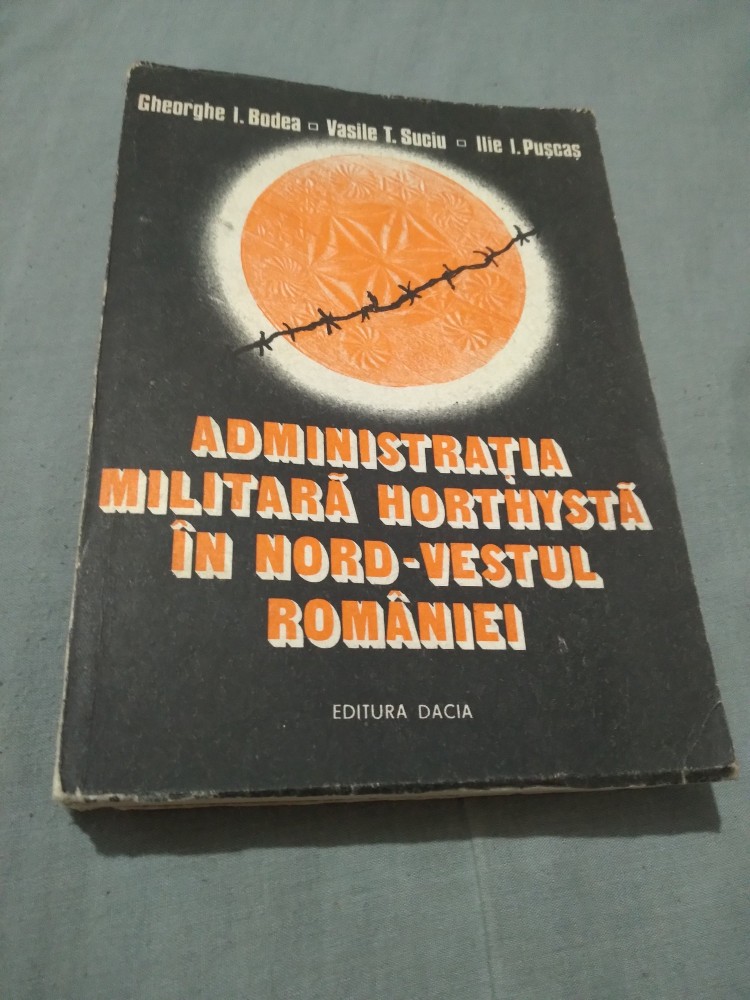 Gheorghe I. Bodea ▫ Vasile T. Suciu ▫ Ilie I. Pușcaș
ADMINISTRAȚIA
MILITARĂ HORTHYSTĂ
ÎN NORD-VESTUL
ROMÂNIEI
EDITURA DACIA